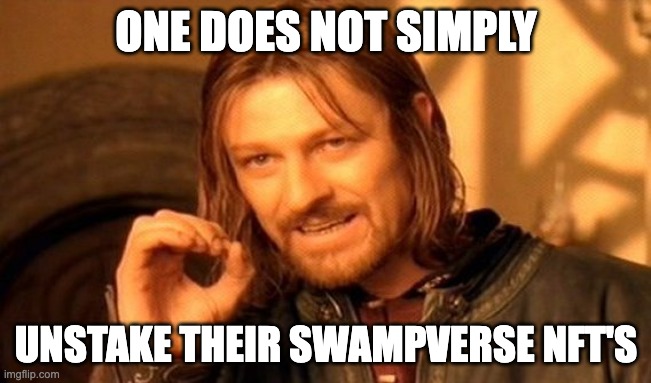 ONE DOES NOT SIMPLY
UNSTAKE THEIR SWAMPVERSE NFT'S
imgflip.com